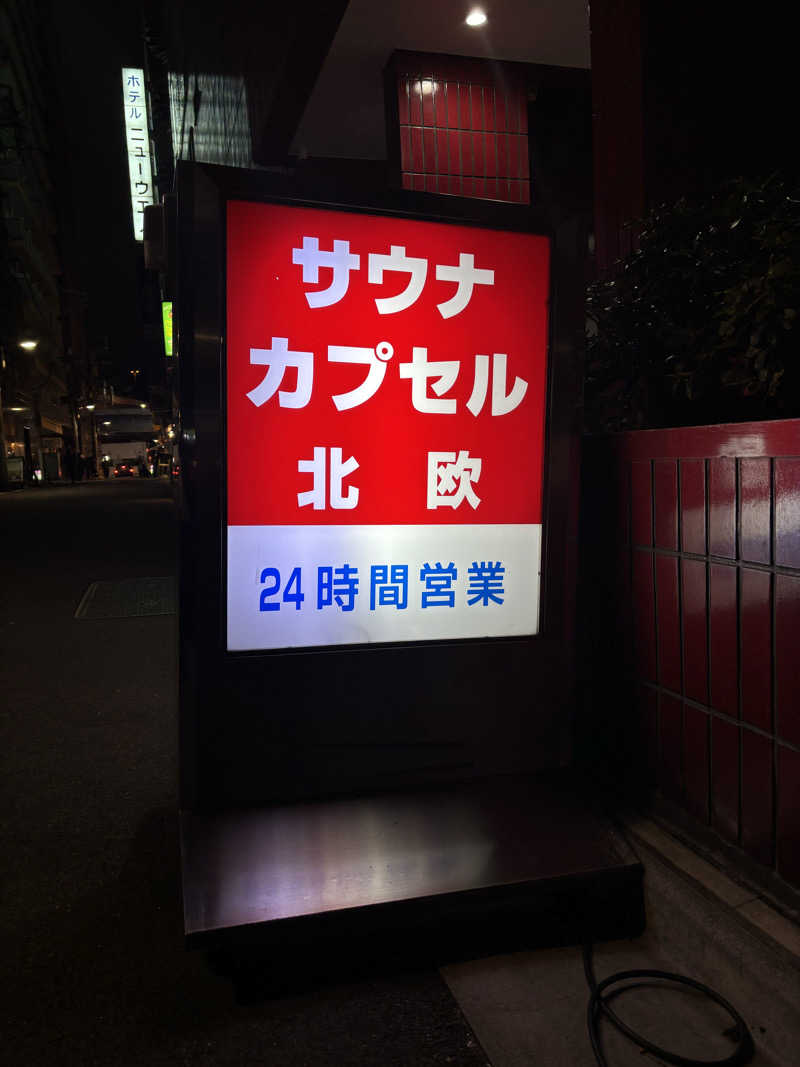 ホテル ニューウエ
サウナ
カプセル
北 欧
24時間営業